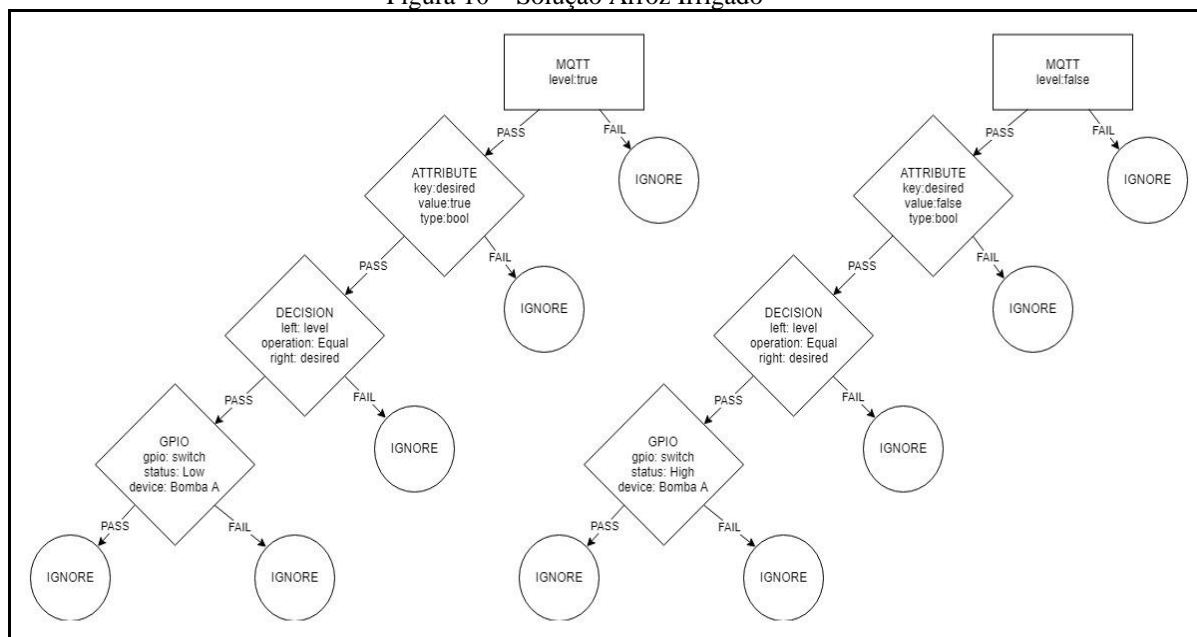 Figura 10 – Solução Arroz Irrigado
MQTT
level:true
PASS
FAIL
IGNORE
ATTRIBUTE
key:desired
value:true
type:bool
PASS
FAIL
IGNORE
DECISION
left: level
operation: Equal
right: desired
PASS
FAIL
IGNORE
GPIO
gpio: switch
status: Low
device: Bomba A
PASS
FAIL
IGNORE
IGNORE
MQTT
level:false
PASS
FAIL
IGNORE
ATTRIBUTE
key:desired
value:false
type:bool
PASS
FAIL
IGNORE
DECISION
left: level
operation: Equal
right: desired
PASS
FAIL
IGNORE
GPIO
gpio: switch
status: High
device: Bomba A
PASS
FAIL
IGNORE
IGNORE